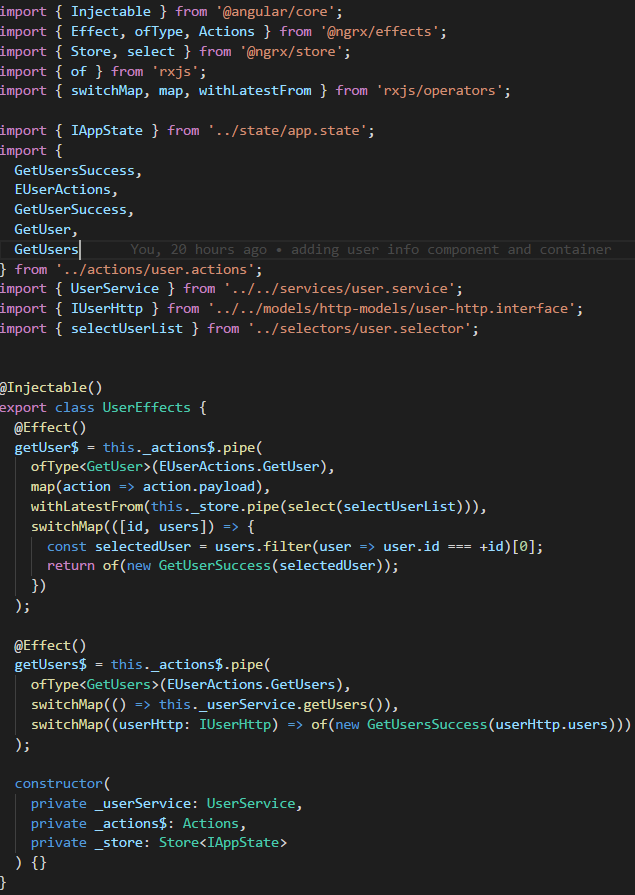 import { Injectable } from '@angular/core';
import { Effect, ofType, Actions } from '@ngrx/effects';
import { Store, select } from '@ngrx/store';
import { of } from 'rxjs';
import { switchMap, map, withLatestFrom } from 'rxjs/operators';

import { IAppState } from '../state/app.state';
import {
  GetUsersSuccess,
  EUserActions,
  GetUserSuccess,
  GetUser,
  GetUsers You, 20 hours ago • adding user info component and container
} from '../actions/user.actions';
import { UserService } from '../../services/user.service';
import { IUserHttp } from '../../models/http-models/user-http.interface';
import { selectUserList } from '../selectors/user.selector';

@Injectable()
export class UserEffects {
  @Effect()
  getUser$ = this._actions$.pipe(
    ofType<GetUser>(EUserActions.GetUser),
    map(action => action.payload),
    withLatestFrom(this._store.pipe(select(selectUserList))),
    switchMap(([id, users]) => {
      const selectedUser = users.filter(user => user.id === +id)[0];
      return of(new GetUserSuccess(selectedUser));
    })
  );

  @Effect()
  getUsers$ = this._actions$.pipe(
    ofType<GetUsers>(EUserActions.GetUsers),
    switchMap(() => this._userService.getUsers()),
    switchMap((userHttp: IUserHttp) => of(new GetUsersSuccess(userHttp.users)))
  );

  constructor(
    private _userService: UserService,
    private _actions$: Actions,
    private _store: Store<IAppState>
  ) {}
}